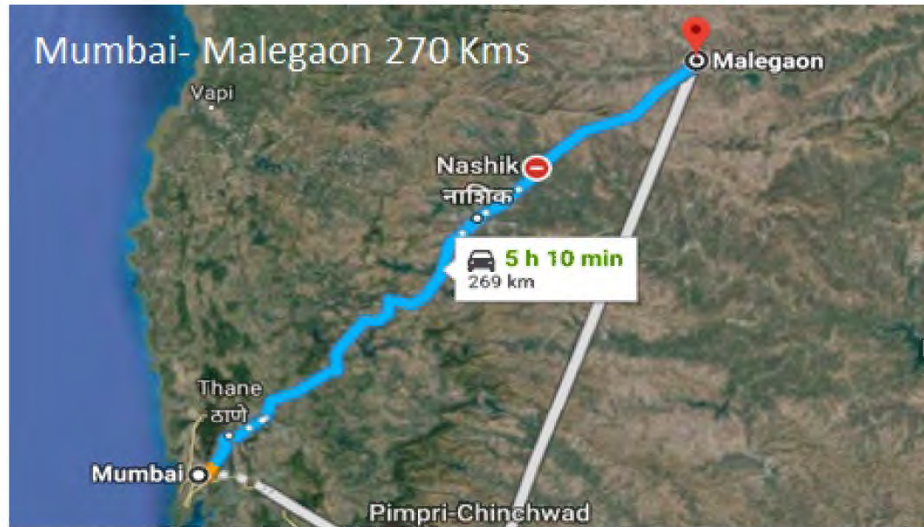 Mumbai- Malegaon 270 Kms
Malegaon
Vapi
Nashik
नाशिक
5 h 10 min
269 km
Thane
ठाणे
Mumbai
Pimpri-Chinchwad